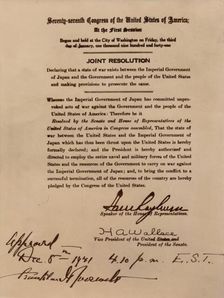 Seventy-seventh Congress of the United States of America;
At the First Session
Begun and held at the City of Washington on Friday, the third
day of January, one thousand nine hundred and forty-one
JOINT RESOLUTION
Declaring that a state of war exists between the Imperial Government
of Japan and the Government and the people of the United States
and making provisions to prosecute the same.
Whereas the Imperial Government of Japan has committed unprovoked
acts of war against the Government and the people of the
United States of America: Therefore be it
Resolved by the Senate and House of Representatives of the
United States of America in Congress assembled, That the state of war
between the United States and the Imperial Government of Japan
which has thus been thrust upon the United States is hereby
formally declared; and the President is hereby authorized and
directed to employ the entire naval and military forces of the United
States and the resources of the Government to carry on war against
the Imperial Government of Japan; and, to bring the conflict to a
successful termination, all of the resources of the country are hereby
pledged by the Congress of the United States.
Sam Rayburn
Speaker of the House of Representatives.
H A Wallace
Vice President of the United States and
President of the Senate.
Approved
Dec. 8th 1941 4.10 p.m. E.S.T.
Franklin D Roosevelt